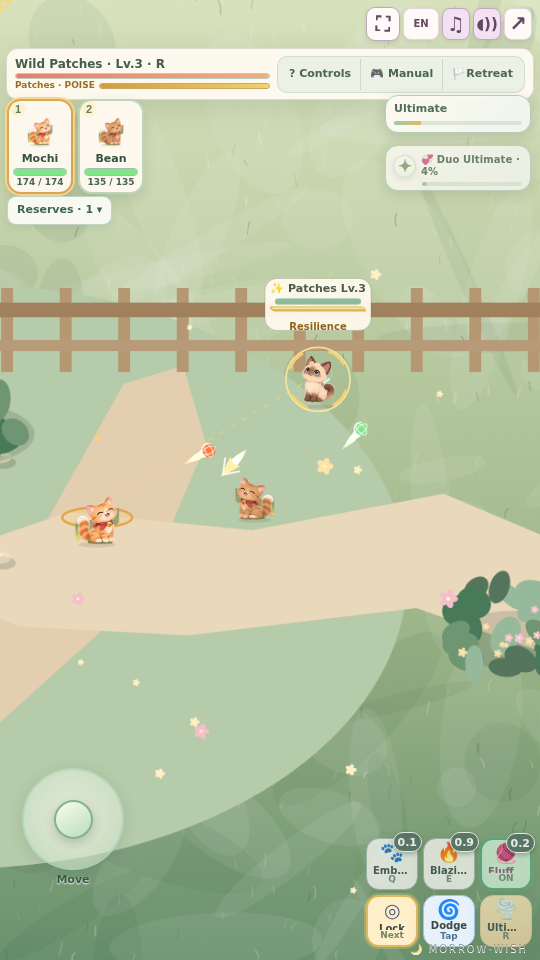 EN
Wild Patches · Lv.3 · R
Patches · POISE
? Controls
Manual
Retreat
Ultimate
Duo Ultimate ·
4%
1
Mochi
174 / 174
2
Bean
135 / 135
Reserves · 1 ▾
Patches Lv.3
Resilience
Move
0.1
Emb...
Q
0.9
Blazi...
E
0.2
Fluff
ON
Lock
Next
Dodge
Tap
Ulti...
R
MORROW-WISH